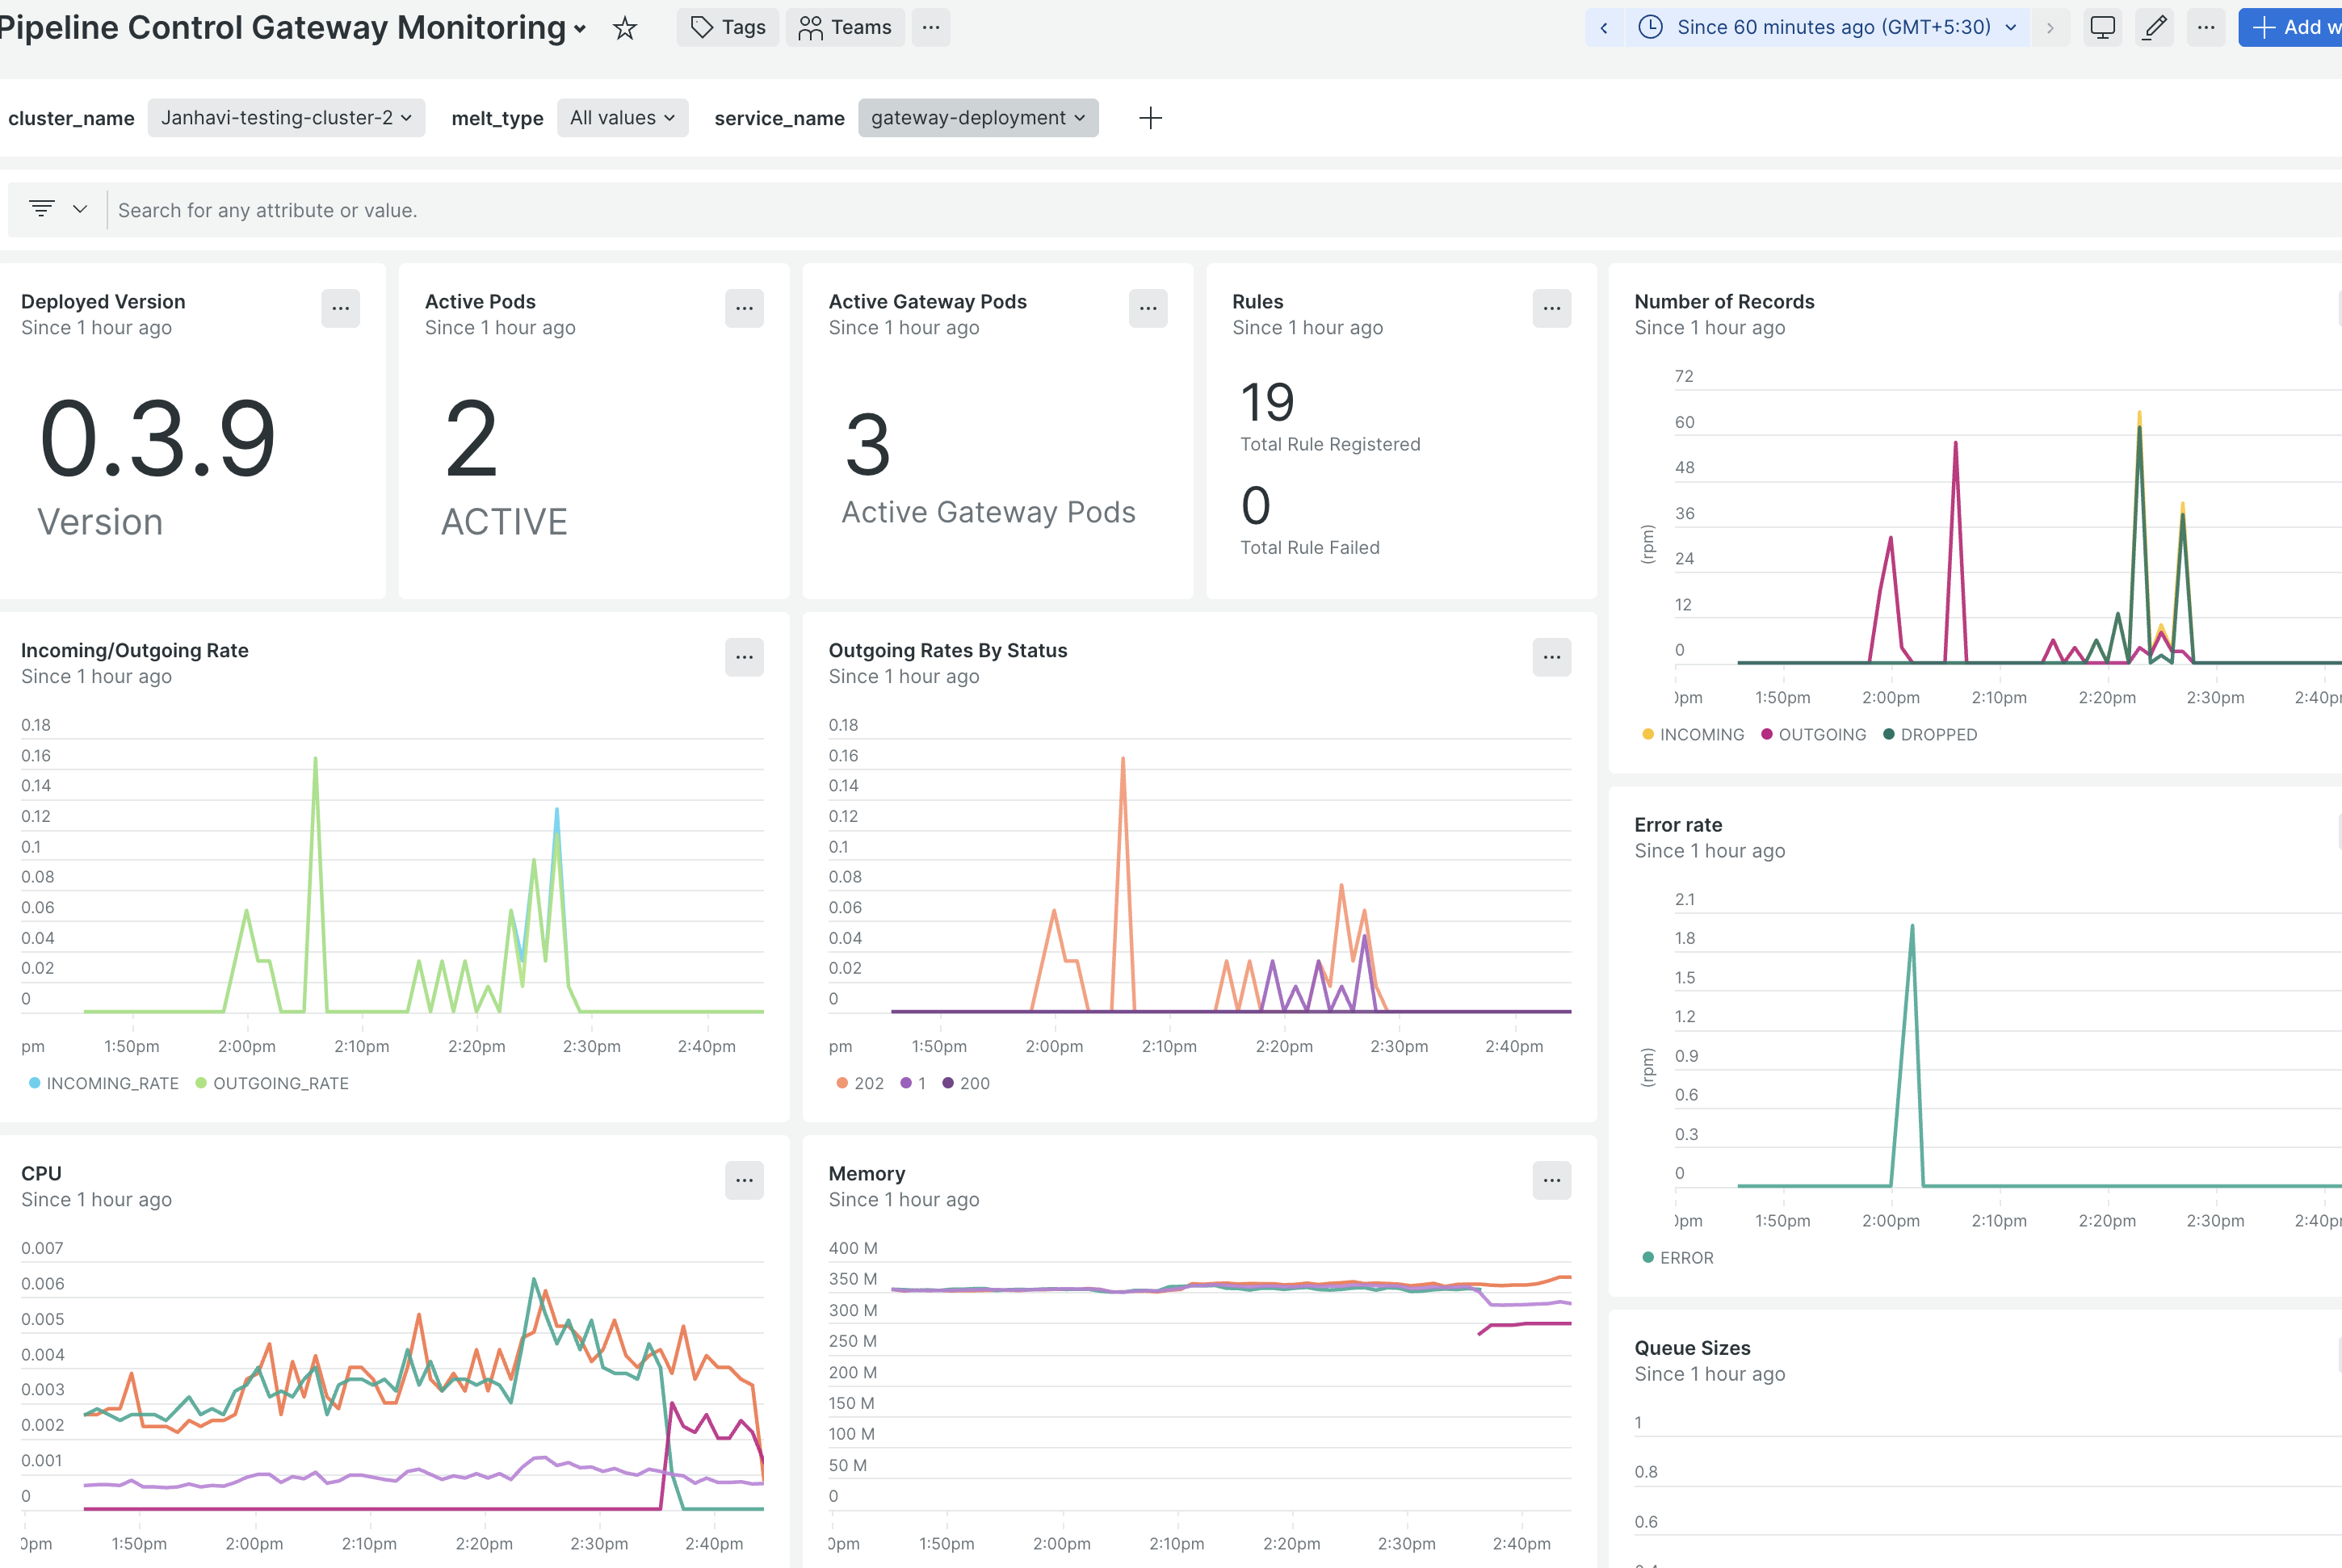 Pipeline Control Gateway Monitoring
Tags
Teams
Since 60 minutes ago (GMT+5:30)
Add w
cluster_name
Janhavi-testing-cluster-2
melt_type
All values
service_name
gateway-deployment
Search for any attribute or value.
Deployed Version
Since 1 hour ago
0.3.9
Version
Active Pods
Since 1 hour ago
2
ACTIVE
Active Gateway Pods
Since 1 hour ago
3
Active Gateway Pods
Rules
Since 1 hour ago
19
Total Rule Registered
0
Total Rule Failed
Number of Records
Since 1 hour ago
72
60
48
36
24
12
0
(rpm)
0pm 1:50pm 2:00pm 2:10pm 2:20pm 2:30pm 2:40pm
INCOMING OUTGOING DROPPED
Incoming/Outgoing Rate
Since 1 hour ago
0.18
0.16
0.14
0.12
0.1
0.08
0.06
0.04
0.02
0
pm 1:50pm 2:00pm 2:10pm 2:20pm 2:30pm 2:40pm
INCOMING_RATE OUTGOING_RATE
Outgoing Rates By Status
Since 1 hour ago
0.18
0.16
0.14
0.12
0.1
0.08
0.06
0.04
0.02
0
pm 1:50pm 2:00pm 2:10pm 2:20pm 2:30pm 2:40pm
202 1 200
Error rate
Since 1 hour ago
2.1
1.8
1.5
1.2
0.9
0.6
0.3
0
(rpm)
0pm 1:50pm 2:00pm 2:10pm 2:20pm 2:30pm 2:40pm
ERROR
CPU
Since 1 hour ago
0.007
0.006
0.005
0.004
0.003
0.002
0.001
0
0pm 1:50pm 2:00pm 2:10pm 2:20pm 2:30pm 2:40pm
Memory
Since 1 hour ago
400 M
350 M
300 M
250 M
200 M
150 M
100 M
50 M
0
0pm 1:50pm 2:00pm 2:10pm 2:20pm 2:30pm 2:40pm
Queue Sizes
Since 1 hour ago
1
0.8
0.6